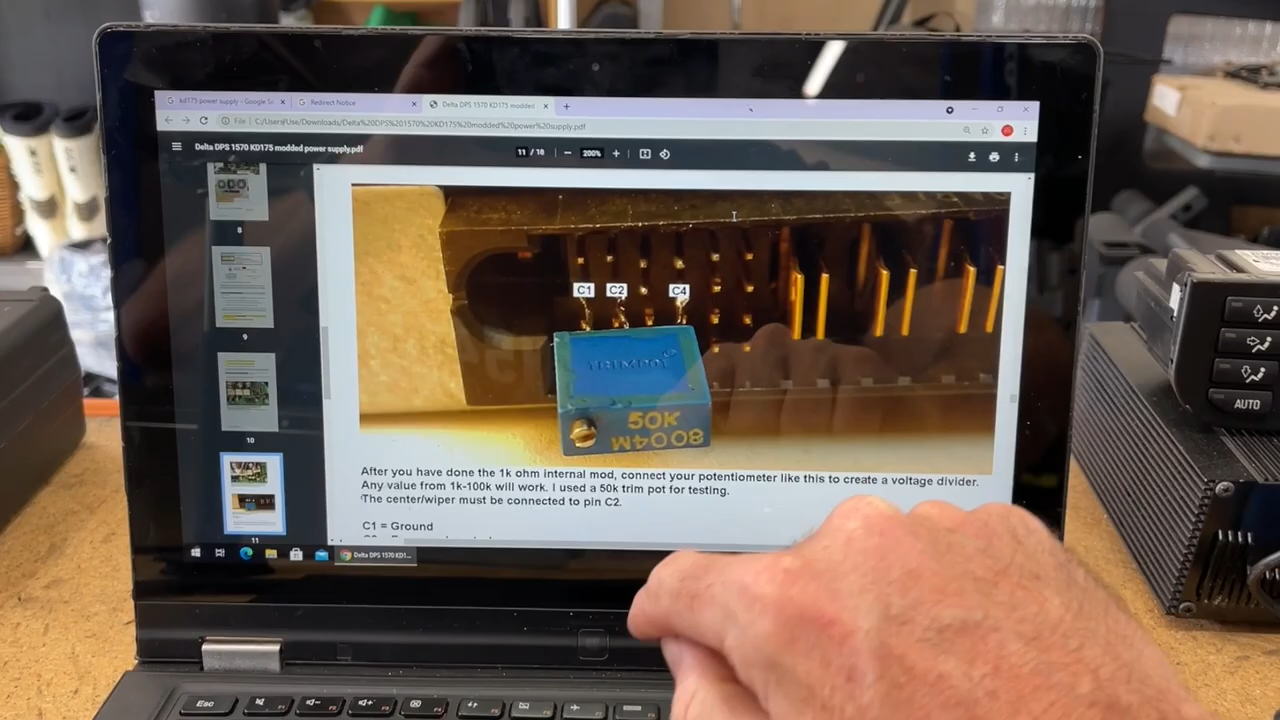 kd175 power supply - Google Se
Redirect Notice
Delta DPS 1570 KD175 modded
File
C:/Users/Use/Downloads/Delta%20DPS%201570%20KD175%20modded%20power%20supply.pdf
Delta DPS 1570 KD175 modded power supply.pdf
11 / 18
200%
8
9
10
11
C1
C2
C4
TRIMPOT
50K
8004M
After you have done the 1k ohm internal mod, connect your potentiometer like this to create a voltage divider.
Any value from 1k-100k will work. I used a 50k trim pot for testing.
The center/wiper must be connected to pin C2.
C1 = Ground
Delta DPS 1570 KD1...
AUTO
Esc